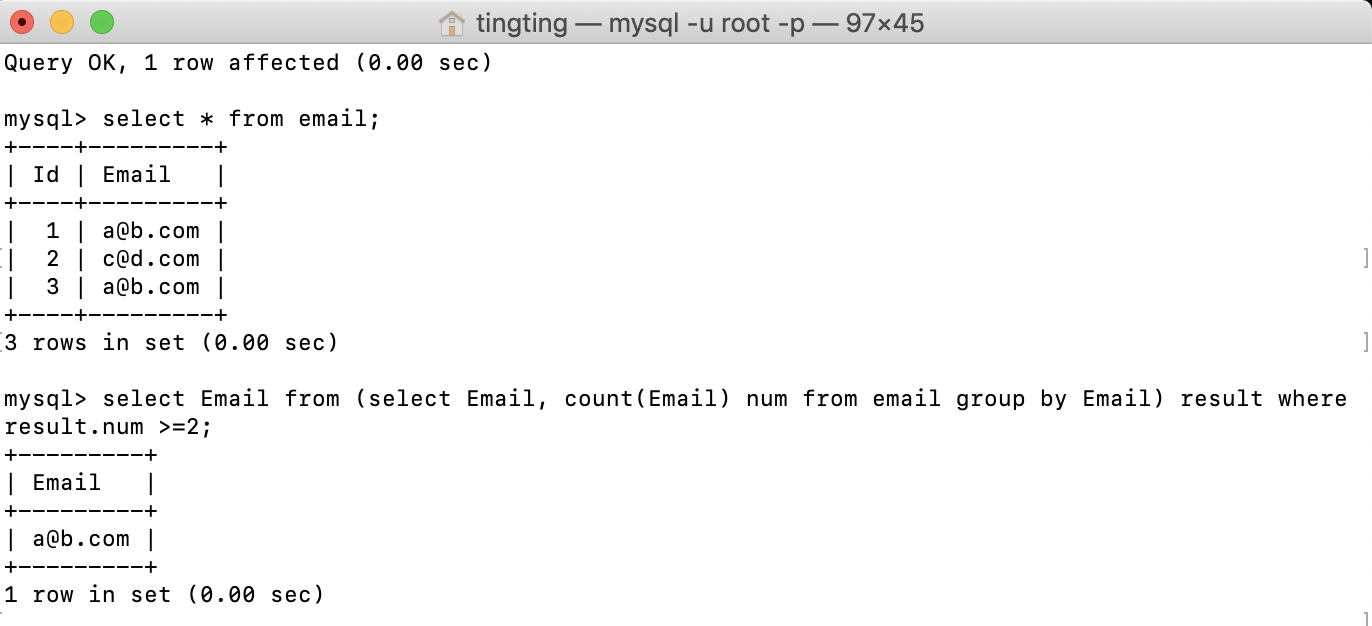 tingting — mysql -u root -p — 97×45
Query OK, 1 row affected (0.00 sec)
mysql> select * from email;
+----+---------+
| Id | Email   |
+----+---------+
|  1 | a@b.com |
|  2 | c@d.com |
|  3 | a@b.com |
+----+---------+
3 rows in set (0.00 sec)
mysql> select Email from (select Email, count(Email) num from email group by Email) result where
result.num >=2;
+---------+
| Email   |
+---------+
| a@b.com |
+---------+
1 row in set (0.00 sec)